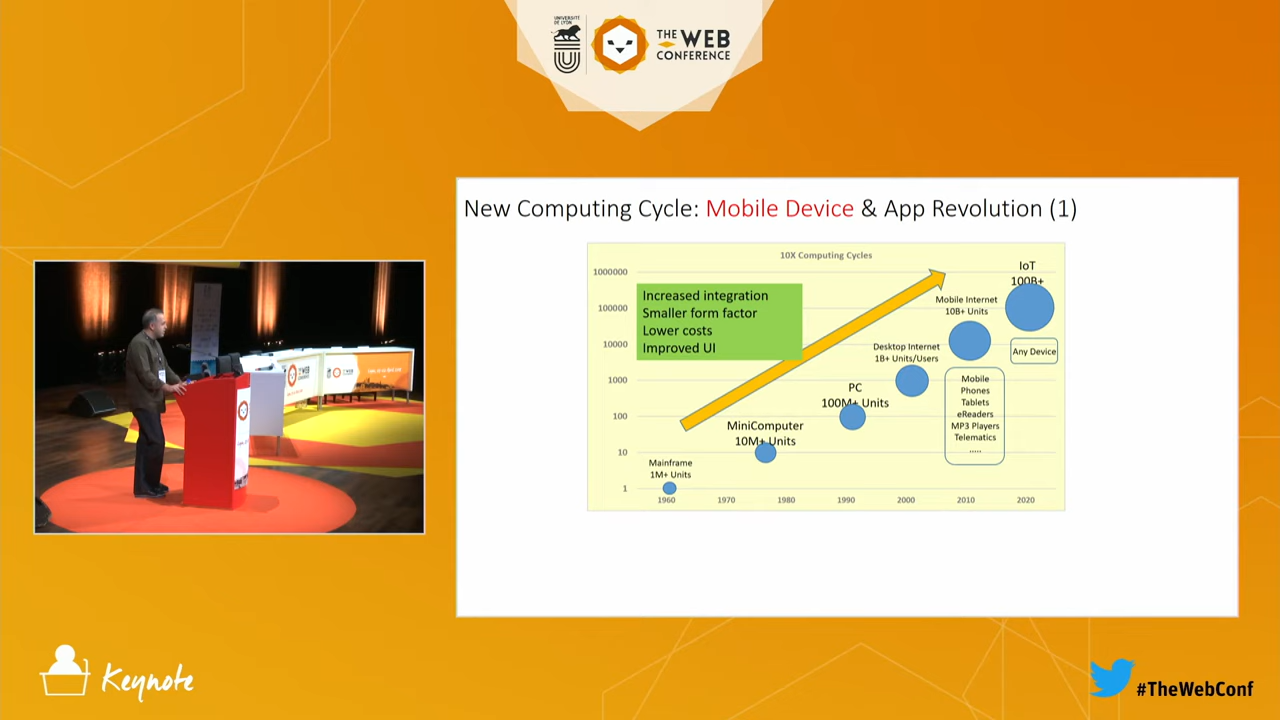 UNIVERSITÉ
DE LYON
THE WEB
CONFERENCE
New Computing Cycle: Mobile Device & App Revolution (1)
10X Computing Cycles
1000000
100000
10000
1000
100
10
1
1960
1970
1980
1990
2000
2010
2020
Increased integration
Smaller form factor
Lower costs
Improved UI
Mainframe
1M+ Units
MiniComputer
10M+ Units
PC
100M+ Units
Desktop Internet
1B+ Units/Users
Mobile Internet
10B+ Units
IoT
100B+
Any Device
Mobile
Phones
Tablets
eReaders
MP3 Players
Telematics
.....
Keynote
#TheWebConf